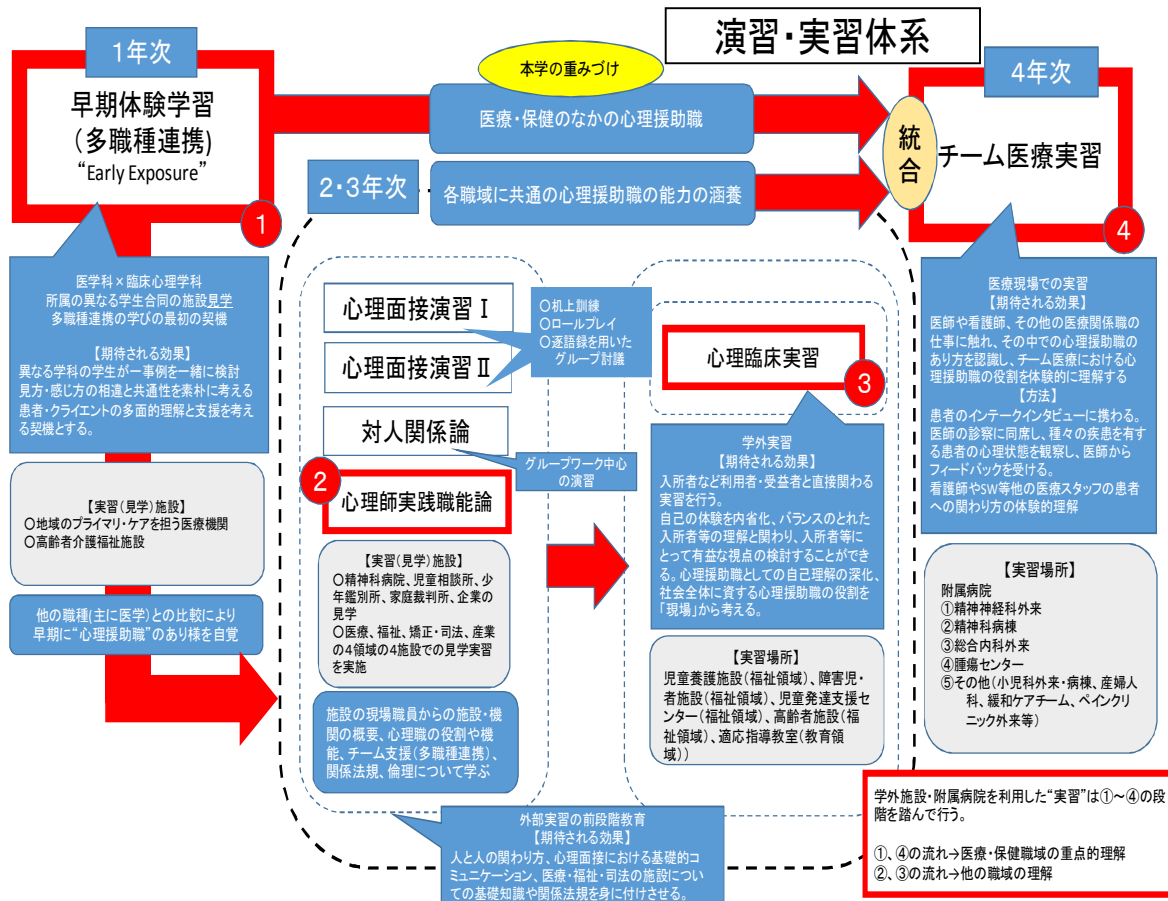 演習・実習体系
1年次
早期体験学習
（多職種連携）
“Early Exposure”
1
本学の重みづけ
医療・保健のなかの心理援助職
2・3年次
各職域に共通の心理援助職の能力の涵養
統合
4年次
チーム医療実習
4
医学科×臨床心理学科
所属の異なる学生合同の施設見学
多職種連携の学びの最初の契機
【期待される効果】
異なる学科の学生が一事例を一緒に検討
見方・感じ方の相違と共通性を素朴に考える
患者・クライエントの多面的理解と支援を考え
る契機とする。
【実習（見学）施設】
○地域のプライマリ・ケアを担う医療機関
○高齢者介護福祉施設
他の職種(主に医学）との比較により
早期に“心理援助職”のあり様を自覚
心理面接演習Ⅰ
心理面接演習Ⅱ
○机上訓練
○ロールプレイ
○逐語録を用いた
グループ討議
対人関係論
グループワーク中心
の演習
2
心理師実践職能論
【実習（見学）施設】
○精神科病院、児童相談所、少
年鑑別所、家庭裁判所、企業の
見学
○医療、福祉、矯正・司法、産業
の４領域の４施設での見学実習
を実施
施設の現場職員からの施設・機
関の概要、心理職の役割や機
能、チーム支援（多職種連携）、
関係法規、倫理について学ぶ
外部実習の前段階教育
【期待される効果】
人と人の関わり方、心理面接における基礎的コ
ミュニケーション、医療・福祉・司法の施設につい
ての基礎知識や関係法規を身に付けさせる。
心理臨床実習
3
学外実習
【期待される効果】
入所者など利用者・受益者と直接関わる
実習を行う。
自己の体験を内省化、バランスのとれた
入所者等の理解と関わり、入所者等に
とって有益な視点の検討することができ
る。心理援助職としての自己理解の深化、
社会全体に資する心理援助職の役割を
「現場」から考える。
【実習場所】
児童養護施設（福祉領域）、障害児・
者施設（福祉領域）、児童発達支援セ
ンター（福祉領域）、高齢者施設（福
祉領域）、適応指導教室（教育領
域））
医療現場での実習
【期待される効果】
医師や看護師、その他の医療関係職の
仕事に触れ、その中での心理援助職の
あり方を認識し、チーム医療における心
理援助職の役割を体験的に理解する
【方法】
患者のインテークインタビューに携わる。
医師の診察に同席し、種々の疾患を有す
る患者の心理状態を観察し、医師から
フィードバックを受ける。
看護師やSW等他の医療スタッフの患者
への関わり方の体験的理解
【実習場所】
附属病院
①精神神経科外来
②精神科病棟
③総合内科外来
④腫瘍センター
⑤その他（小児科外来・病棟、産婦人
科、緩和ケアチーム、ペインクリ
ニック外来等）
学外施設・附属病院を利用した“実習”は①～④の段
階を踏んで行う。
①、④の流れ→医療・保健職域の重点的理解
②、③の流れ→他の職域の理解